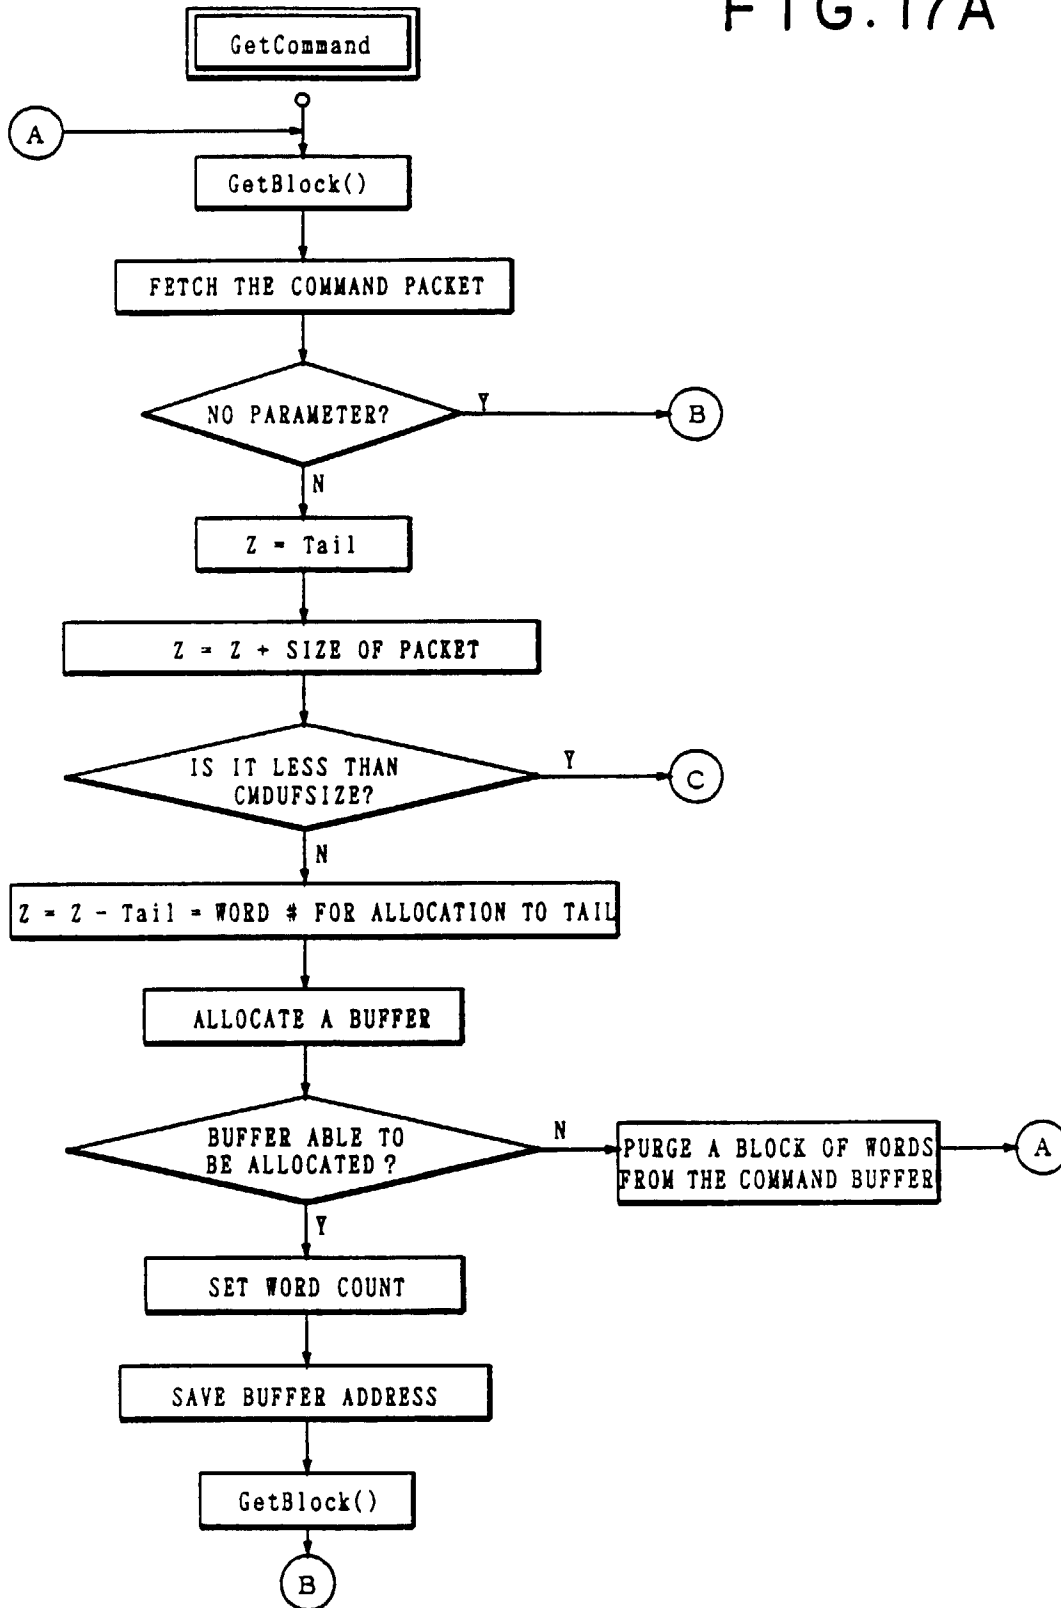 FIG. 17A
GetCommand
A
GetBlock()
FETCH THE COMMAND PACKET
NO PARAMETER?
Y
B
N
Z = Tail
Z = Z + SIZE OF PACKET
IS IT LESS THAN
CMDUFSIZE?
Y
C
N
Z = Z - Tail = WORD # FOR ALLOCATION TO TAIL
ALLOCATE A BUFFER
BUFFER ABLE TO
BE ALLOCATED?
N
PURGE A BLOCK OF WORDS
FROM THE COMMAND BUFFER
A
Y
SET WORD COUNT
SAVE BUFFER ADDRESS
GetBlock()
B